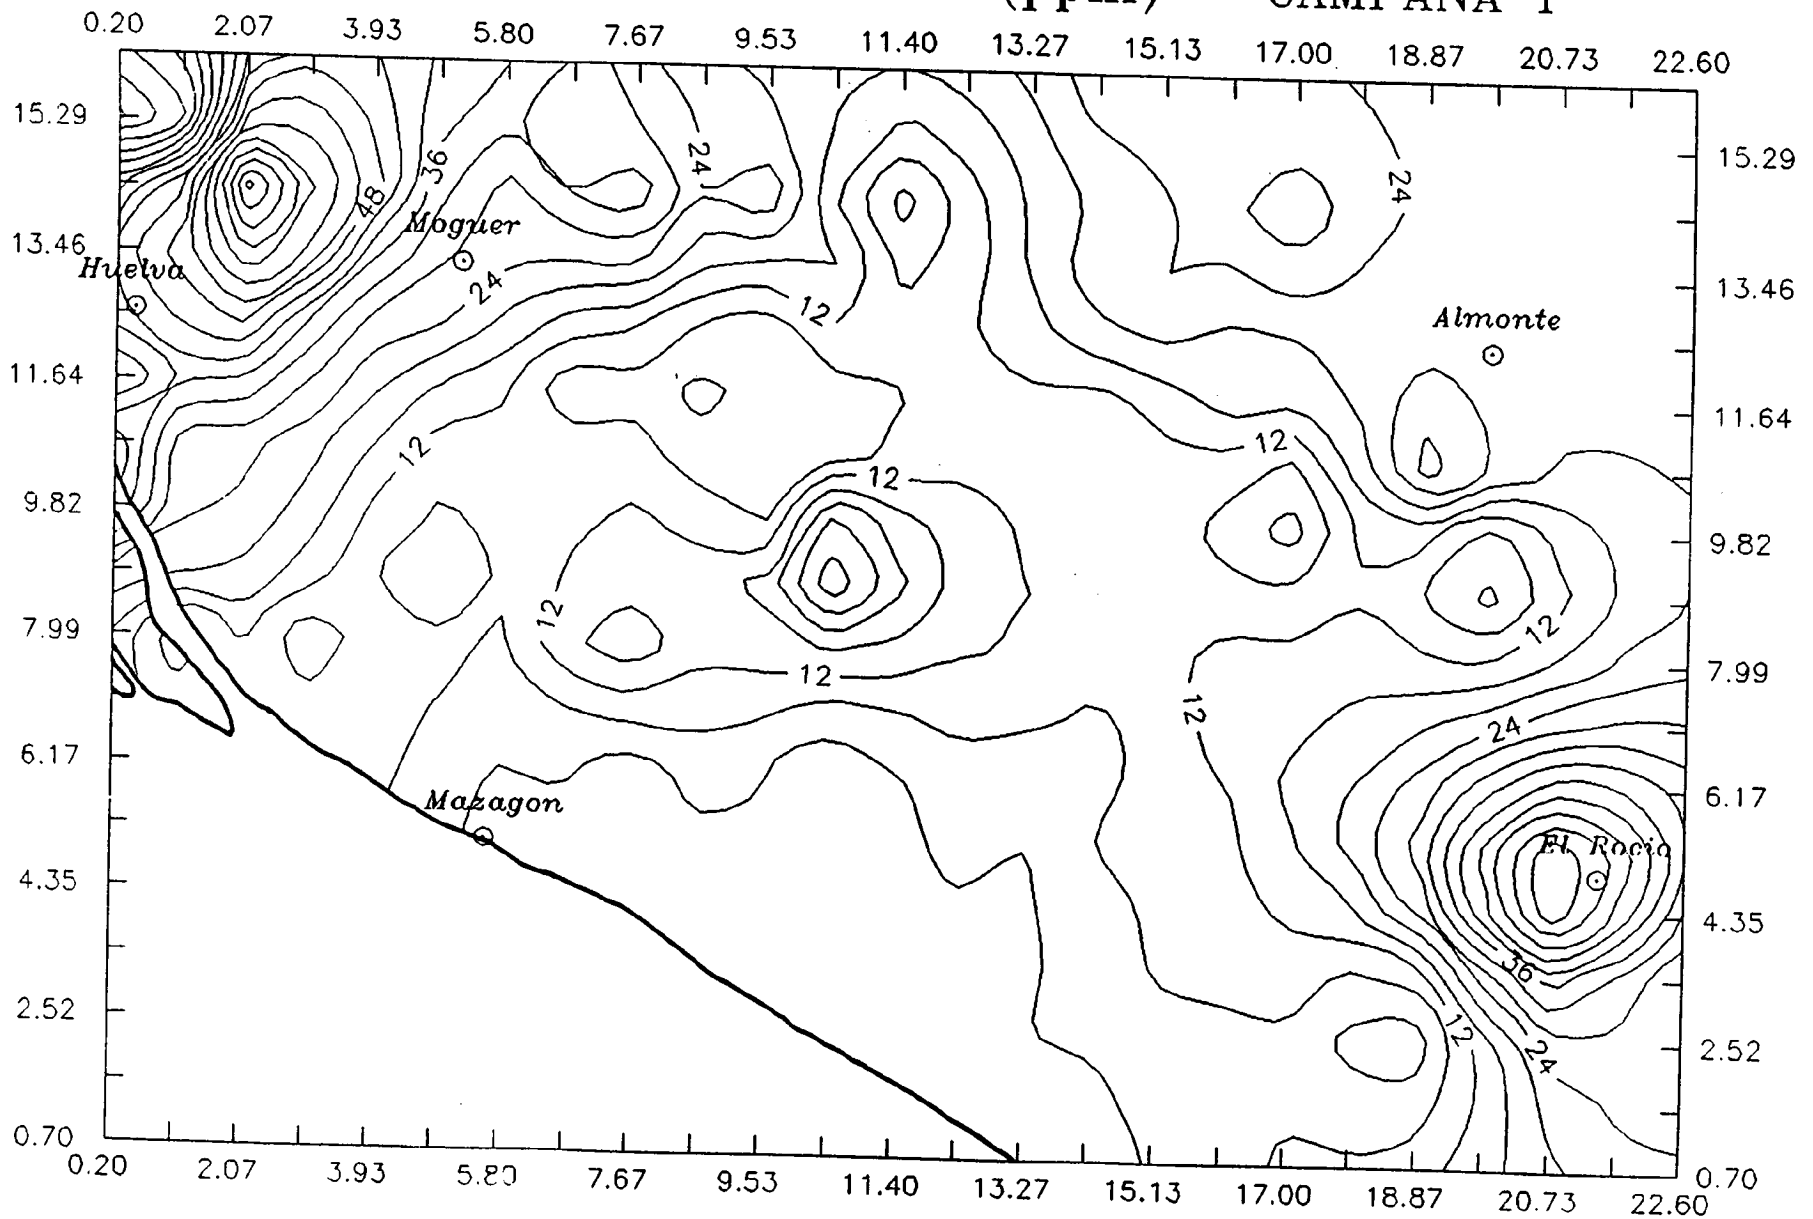 (ppm) CAMPAÑA 1
0.20 2.07 3.93 5.80 7.67 9.53 11.40 13.27 15.13 17.00 18.87 20.73 22.60
15.29 36 24 24 15.29
48
Moguer
13.46 24 13.46
Huelva
12 Almonte
11.64 11.64
12 12
12
9.82 9.82
12 12
7.99 7.99
12 12
24
6.17 6.17
Mazagon
El Rocio
4.35 4.35
36
2.52 12 24 2.52
0.70 0.70
0.20 2.07 3.93 5.80 7.67 9.53 11.40 13.27 15.13 17.00 18.87 20.73 22.60